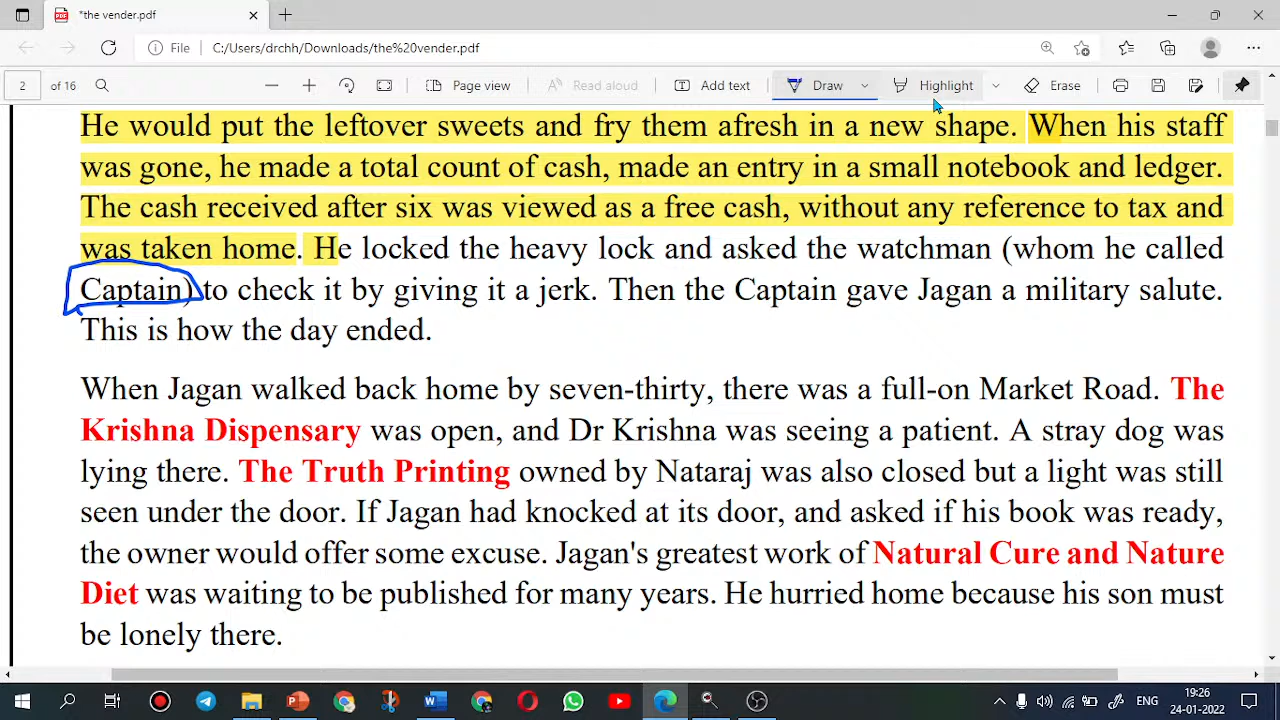 *the vender.pdf
File C:/Users/drchh/Downloads/the%20vender.pdf
2 of 16 Page view Read aloud Add text Draw Highlight Erase
He would put the leftover sweets and fry them afresh in a new shape. When his staff
was gone, he made a total count of cash, made an entry in a small notebook and ledger.
The cash received after six was viewed as a free cash, without any reference to tax and
was taken home. He locked the heavy lock and asked the watchman (whom he called
Captain) to check it by giving it a jerk. Then the Captain gave Jagan a military salute.
This is how the day ended.
When Jagan walked back home by seven-thirty, there was a full-on Market Road. The
Krishna Dispensary was open, and Dr Krishna was seeing a patient. A stray dog was
lying there. The Truth Printing owned by Nataraj was also closed but a light was still
seen under the door. If Jagan had knocked at its door, and asked if his book was ready,
the owner would offer some excuse. Jagan's greatest work of Natural Cure and Nature
Diet was waiting to be published for many years. He hurried home because his son must
be lonely there.
ENG 19:26
24-01-2022